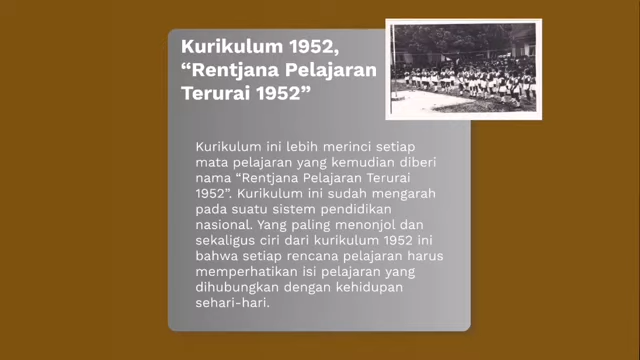 Kurikulum 1952,
“Rentjana Pelajaran
Terurai 1952”
Kurikulum ini lebih merinci setiap
mata pelajaran yang kemudian diberi
nama “Rentjana Pelajaran Terurai
1952”. Kurikulum ini sudah mengarah
pada suatu sistem pendidikan
nasional. Yang paling menonjol dan
sekaligus ciri dari kurikulum 1952 ini
bahwa setiap rencana pelajaran harus
memperhatikan isi pelajaran yang
dihubungkan dengan kehidupan
sehari-hari.